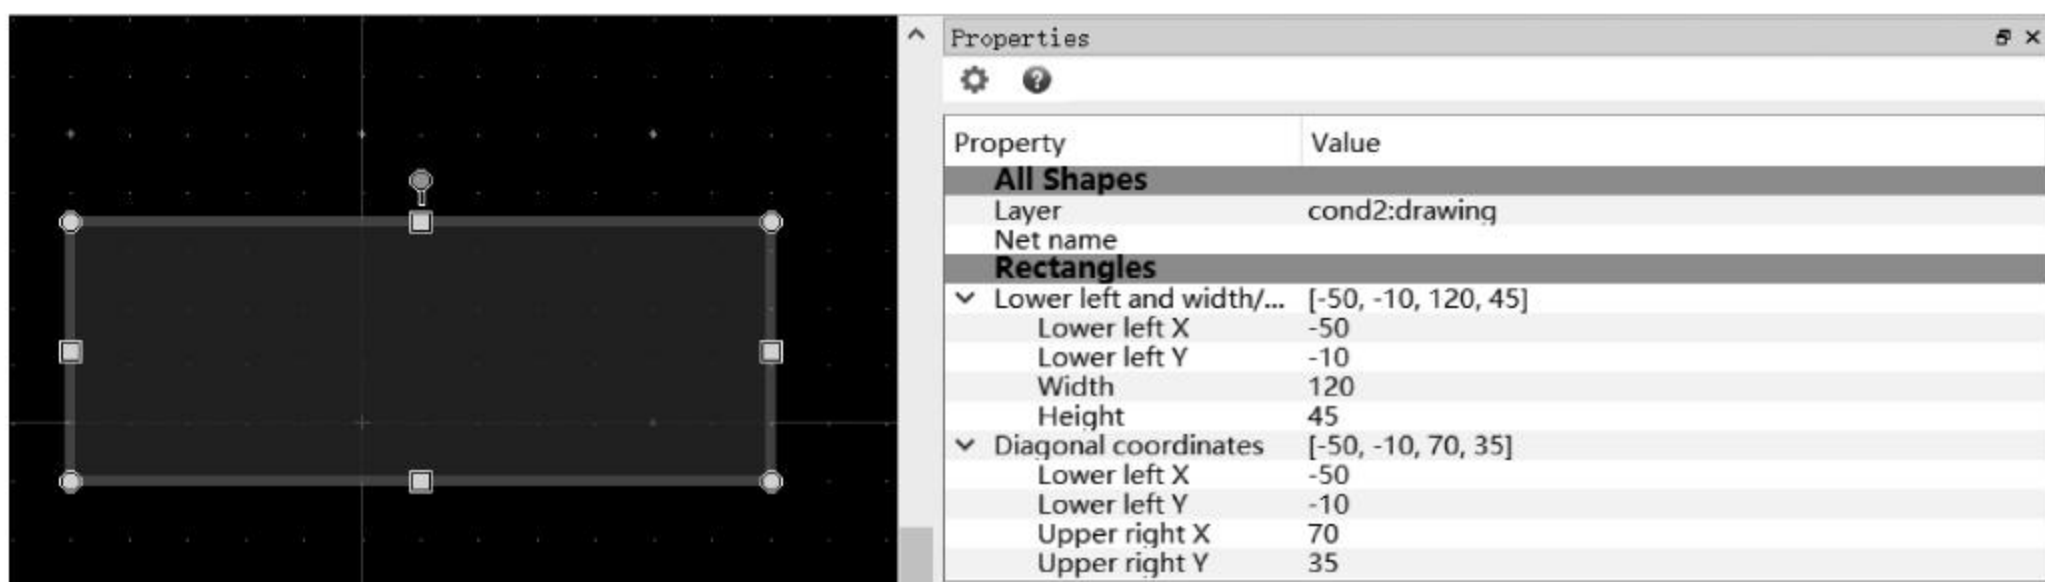 Properties
Property Value
All Shapes
Layer cond2:drawing
Net name
Rectangles
Lower left and width/... [-50, -10, 120, 45]
Lower left X -50
Lower left Y -10
Width 120
Height 45
Diagonal coordinates [-50, -10, 70, 35]
Lower left X -50
Lower left Y -10
Upper right X 70
Upper right Y 35